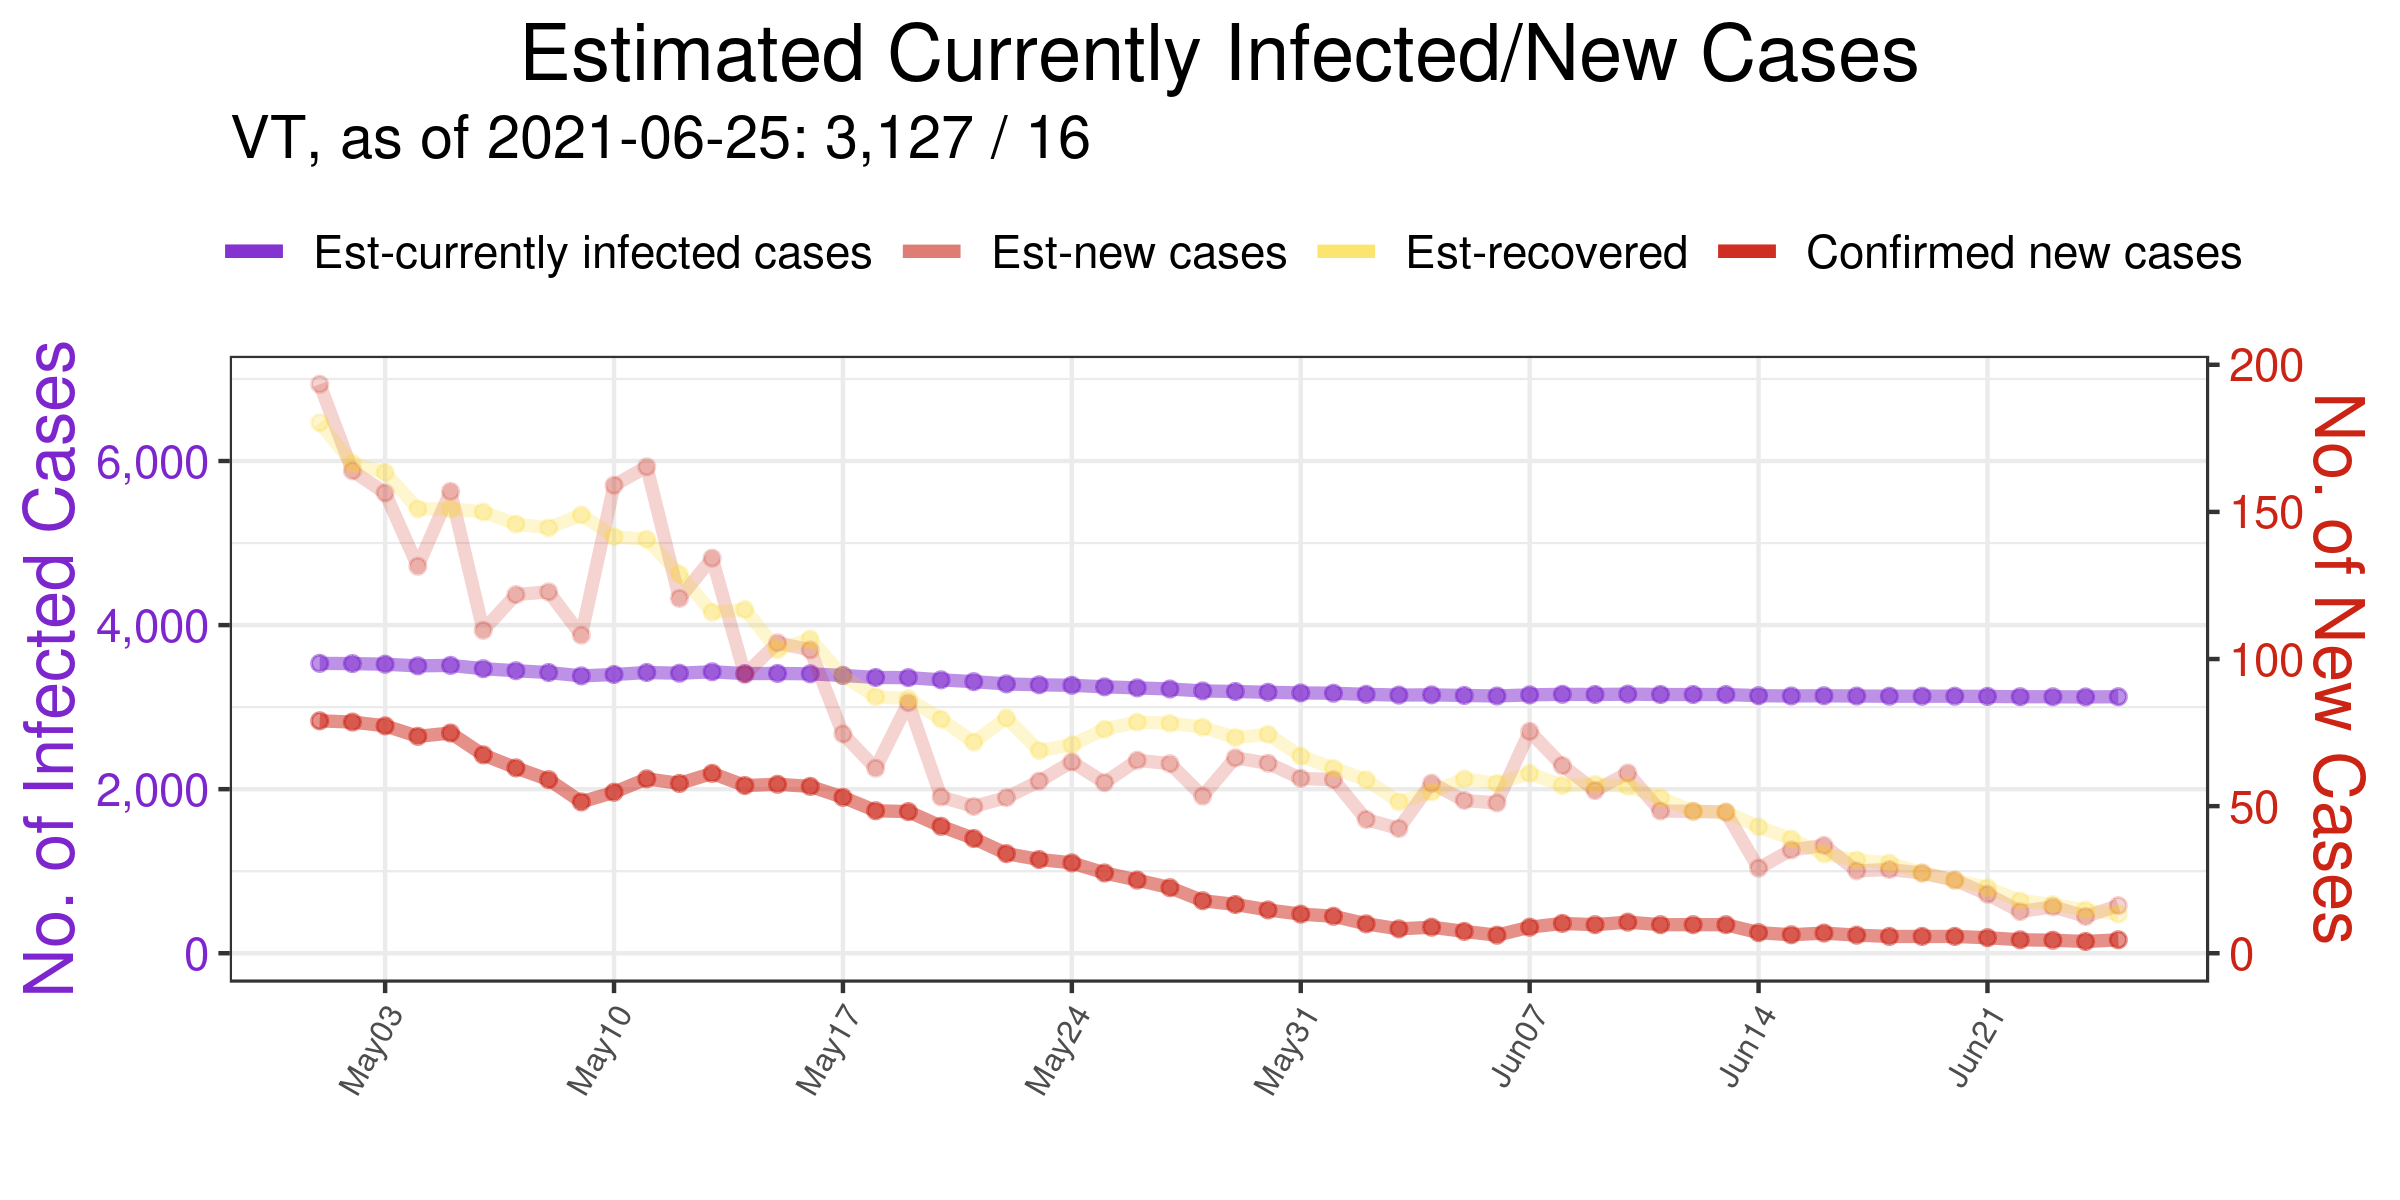 Estimated Currently Infected/New Cases
VT, as of 2021-06-25: 3,127 / 16
Est-currently infected cases
Est-new cases
Est-recovered
Confirmed new cases
No. of Infected Cases
6,000
4,000
2,000
0
200
150
100
50
0
No. of New Cases
May03
May10
May17
May24
May31
Jun07
Jun14
Jun21